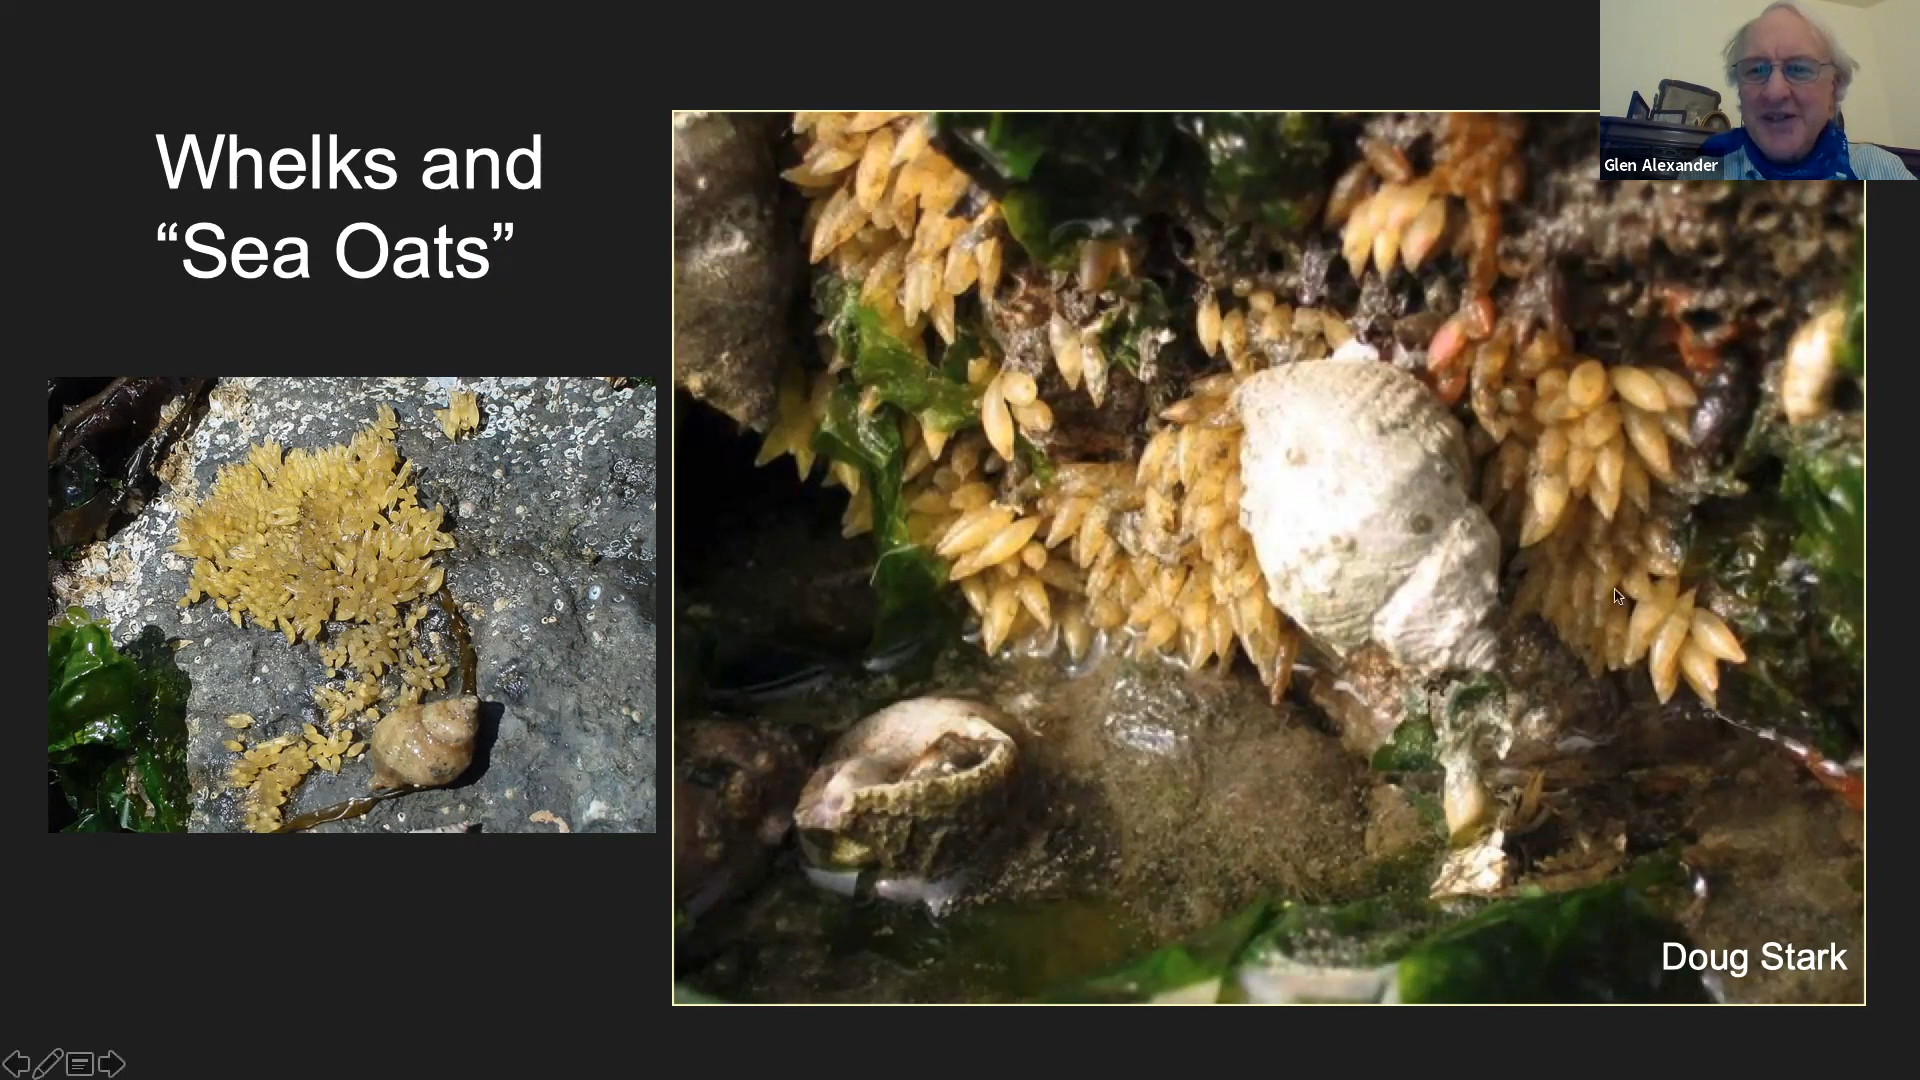 Whelks and
“Sea Oats”
Glen Alexander
Doug Stark